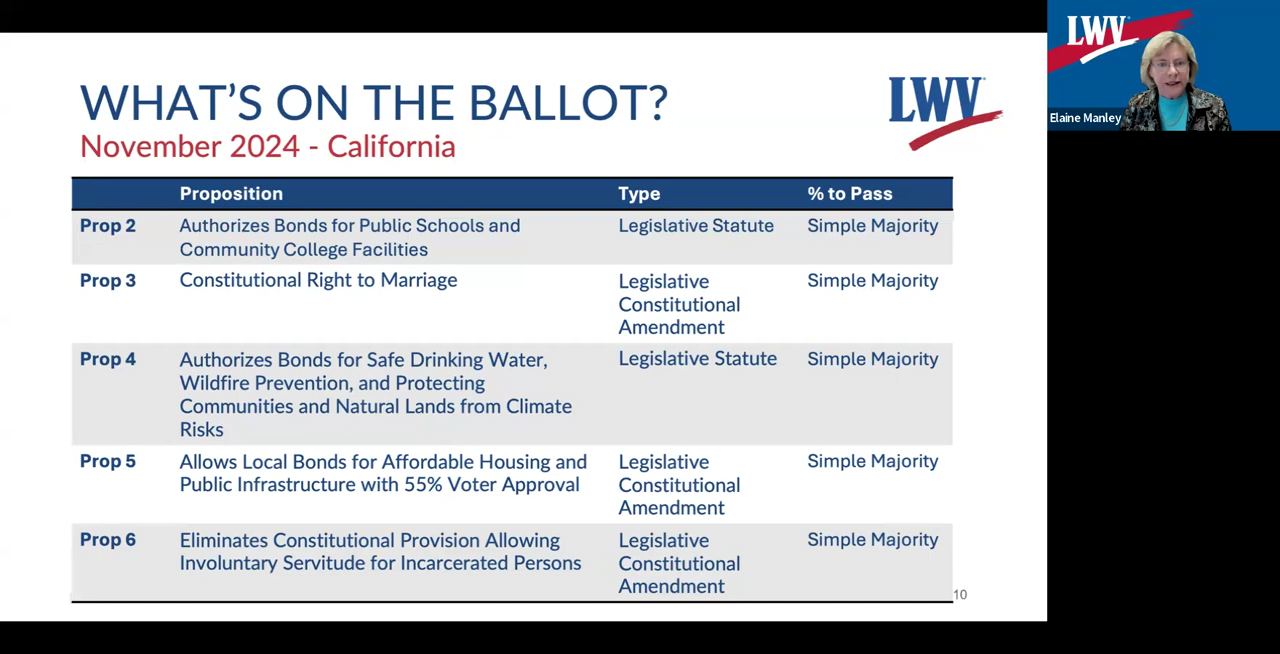 WHAT'S ON THE BALLOT?
November 2024 - California
LWV
Proposition Type % to Pass
Prop 2 Authorizes Bonds for Public Schools and Legislative Statute Simple Majority
Community College Facilities
Prop 3 Constitutional Right to Marriage Legislative Simple Majority
Constitutional
Amendment
Prop 4 Authorizes Bonds for Safe Drinking Water, Legislative Statute Simple Majority
Wildfire Prevention, and Protecting
Communities and Natural Lands from Climate
Risks
Prop 5 Allows Local Bonds for Affordable Housing and Legislative Simple Majority
Public Infrastructure with 55% Voter Approval Constitutional
Amendment
Prop 6 Eliminates Constitutional Provision Allowing Legislative Simple Majority
Involuntary Servitude for Incarcerated Persons Constitutional
Amendment
10
LWV
Elaine Manley